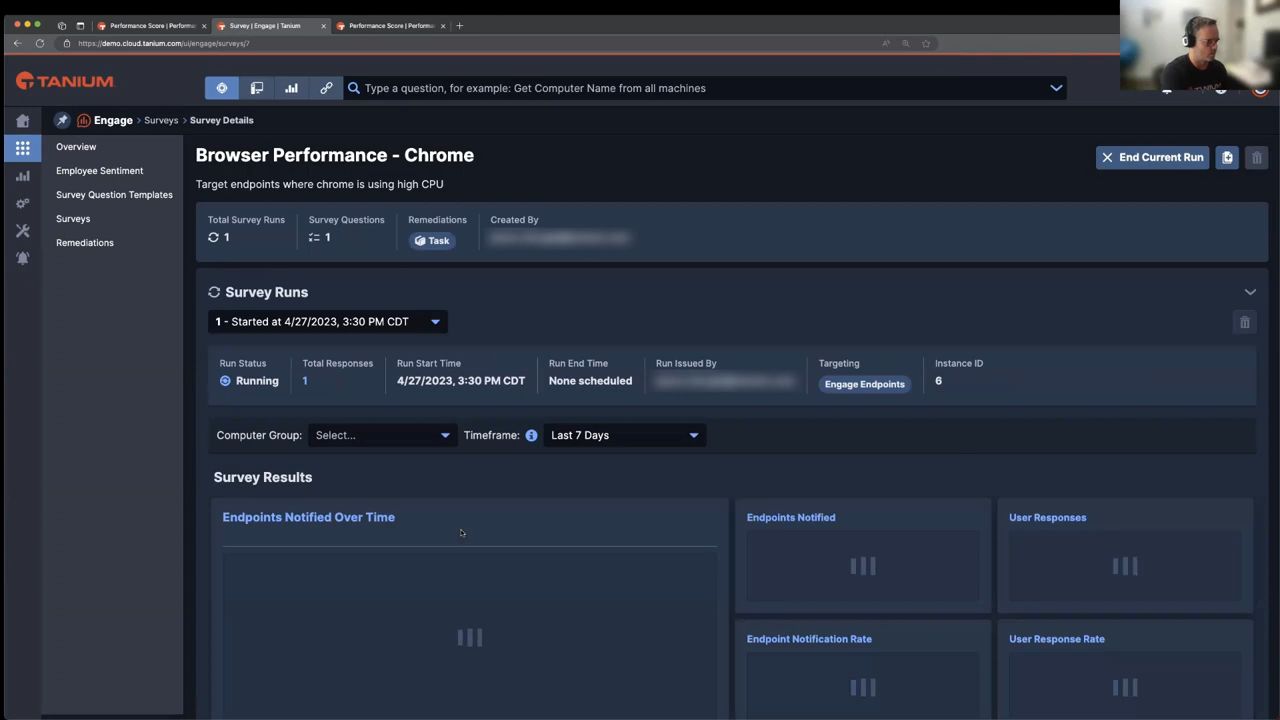 Performance Score | Performa
Survey | Engage | Tanium
Performance Score | Performa
https://demo.cloud.tanium.com/ui/engage/surveys/7
TANIUM
Type a question, for example: Get Computer Name from all machines
Engage > Surveys > Survey Details
Overview
Employee Sentiment
Survey Question Templates
Surveys
Remediations
Browser Performance - Chrome
End Current Run
Target endpoints where chrome is using high CPU
Total Survey Runs
1
Survey Questions
1
Remediations
Task
Created By
Survey Runs
1 - Started at 4/27/2023, 3:30 PM CDT
Run Status
Running
Total Responses
1
Run Start Time
4/27/2023, 3:30 PM CDT
Run End Time
None scheduled
Run Issued By
Targeting
Engage Endpoints
Instance ID
6
Computer Group: Select...
Timeframe: Last 7 Days
Survey Results
Endpoints Notified Over Time
Endpoints Notified
User Responses
Endpoint Notification Rate
User Response Rate